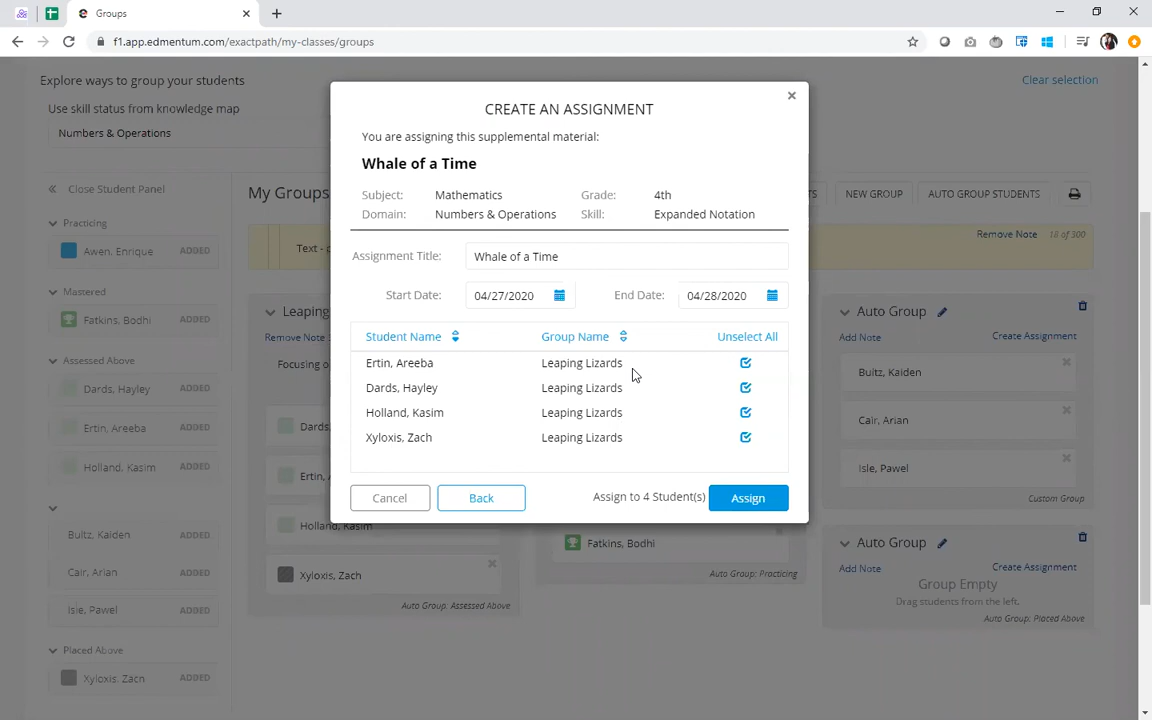 Groups
f1.app.edmentum.com/exactpath/my-classes/groups
Explore ways to group your students
Clear selection
Use skill status from knowledge map
Numbers & Operations
Close Student Panel
My Groups
NEW GROUP
AUTO GROUP STUDENTS
Practicing
Awen, Enrique ADDED
Mastered
Fatkins, Bodhi ADDED
Assessed Above
Dards, Hayley ADDED
Ertin, Areeba ADDED
Holland, Kasim ADDED
Bultz, Kaiden ADDED
Cair, Arian ADDED
Isle, Pawel ADDED
Placed Above
Xyloxis, Zach ADDED
Text - p
Remove Note 18 of 300
Leaping
Remove Note
Focusing o
Dards
Ertin, A
Holland, Kasim
Xyloxis, Zach
Auto Group: Assessed Above
Fatkins, Bodhi
Auto Group: Practicing
Auto Group
Add Note Create Assignment
Bultz, Kaiden
Cair, Arian
Isle, Pawel
Custom Group
Auto Group
Add Note Create Assignment
Group Empty
Drag students from the left.
Auto Group: Placed Above
CREATE AN ASSIGNMENT
You are assigning this supplemental material:
Whale of a Time
Subject: Mathematics Grade: 4th
Domain: Numbers & Operations Skill: Expanded Notation
Assignment Title: Whale of a Time
Start Date: 04/27/2020 End Date: 04/28/2020
Student Name Group Name Unselect All
Ertin, Areeba Leaping Lizards
Dards, Hayley Leaping Lizards
Holland, Kasim Leaping Lizards
Xyloxis, Zach Leaping Lizards
Cancel Back Assign to 4 Student(s) Assign